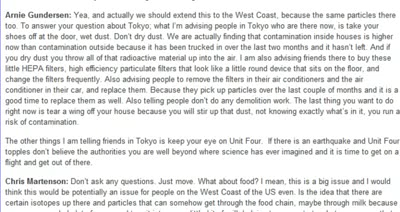 Arnie Gundersen: Yea, and actually we should extend this to the West Coast, because the same particles there
too. To answer your question about Tokyo; what I'm advising people in Tokyo who are there now, is take your
shoes off at the door, wet dust. Don't dry dust. We are actually finding that contamination inside houses is higher
now than contamination outside because it has been trucked in over the last two months and it hasn't left. And if
you dry dust you throw all of that radioactive material up into the air. I am also advising friends there to buy these
little HEPA filters, high efficiency particulate filters that look like a little round device that sits on the floor, and
change the filters frequently. Also advising people to remove the filters in their air conditioners and the air
conditioner in their car, and replace them. Because they pick up particles over the last couple of months and it is a
good time to replace them as well. Also telling people don't do any demolition work. The last thing you want to do
right now is tear a wing off your house because you will stir up that dust, not knowing exactly what's in it, you run a
risk of contamination.
The other things I am telling friends in Tokyo is keep your eye on Unit Four. If there is an earthquake and Unit Four
topples don't believe the authorities you are well beyond where science has ever imagined and it is time to get on a
flight and get out of there.
Chris Martenson: Don't ask any questions. Just move. What about food? I mean, this is a big issue and I would
think this would be potentially an issue for people on the West Coast of the US even. Is the idea that there are
certain isotopes up there and particles that can somehow get through the food chain, maybe through milk because